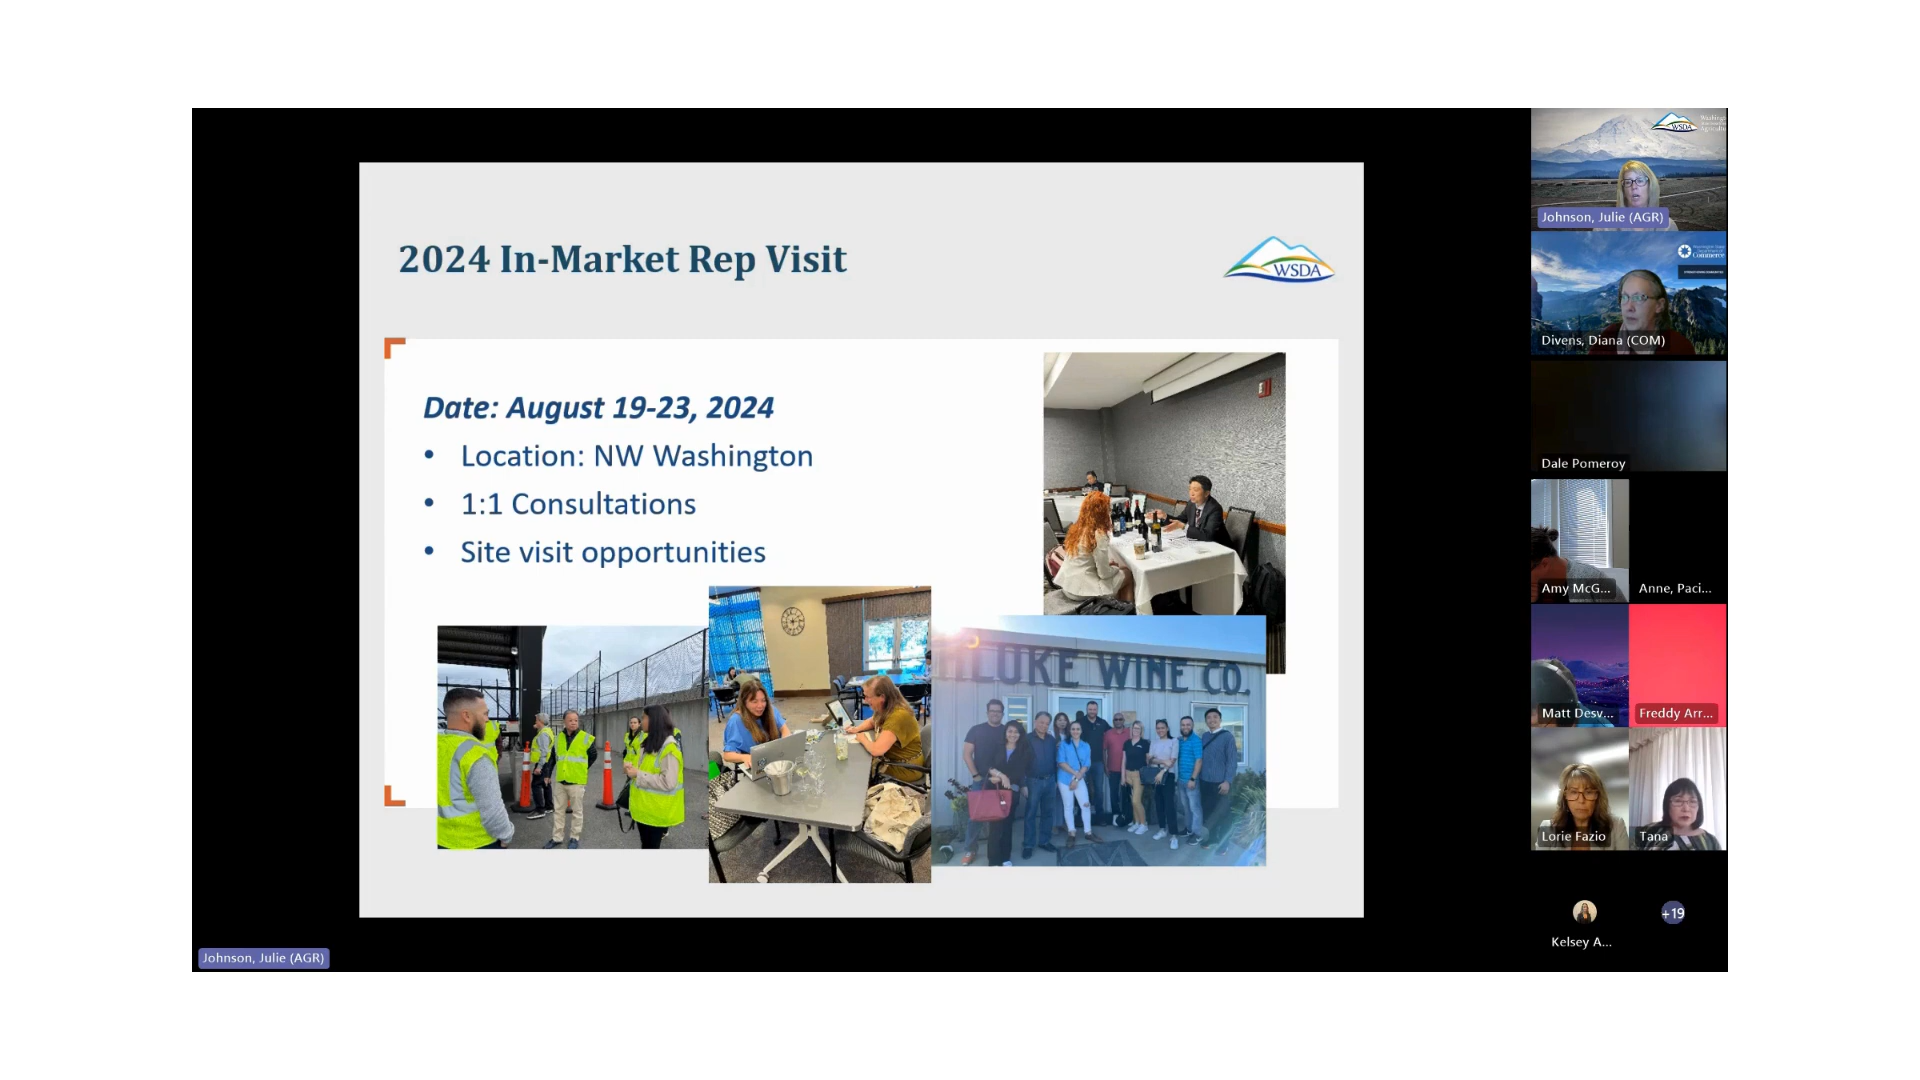 2024 In-Market Rep Visit
WSDA
Date: August 19-23, 2024
• Location: NW Washington
• 1:1 Consultations
• Site visit opportunities
WINE CO.
Johnson, Julie (AGR)
WSDA
Johnson, Julie (AGR)
Commerce
Divens, Diana (COM)
Dale Pomeroy
Amy McG...
Anne, Paci...
Matt Desv...
Freddy Arr...
Lorie Fazio
Tana
Kelsey A...
+19